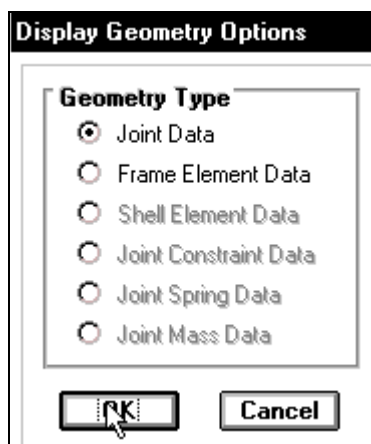 Display Geometry Options
Geometry Type
Joint Data
Frame Element Data
Shell Element Data
Joint Constraint Data
Joint Spring Data
Joint Mass Data
OK Cancel